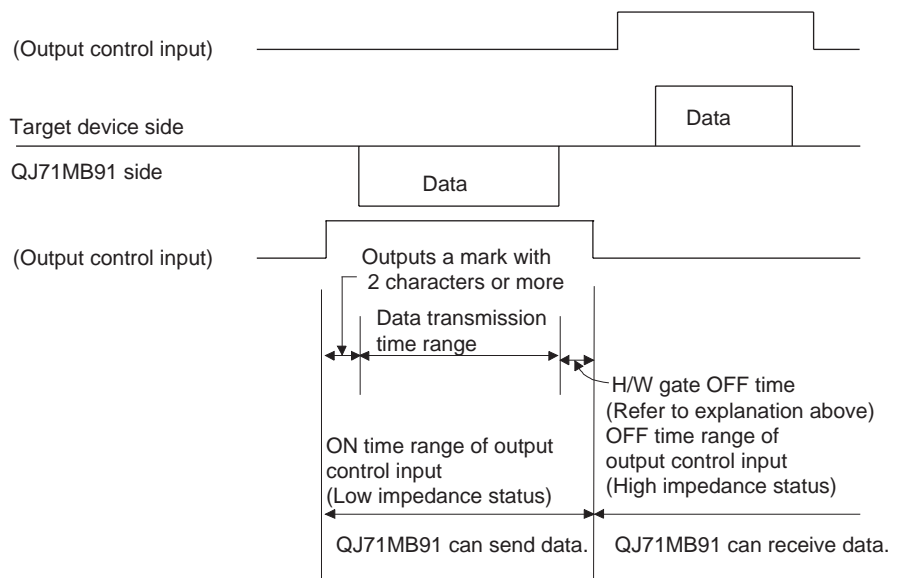 (Output control input)
Data
Target device side
QJ71MB91 side
Data
(Output control input)
Outputs a mark with
2 characters or more
Data transmission
time range
H/W gate OFF time
(Refer to explanation above)
ON time range of output
control input
(Low impedance status)
OFF time range of
output control input
(High impedance status)
QJ71MB91 can send data.
QJ71MB91 can receive data.